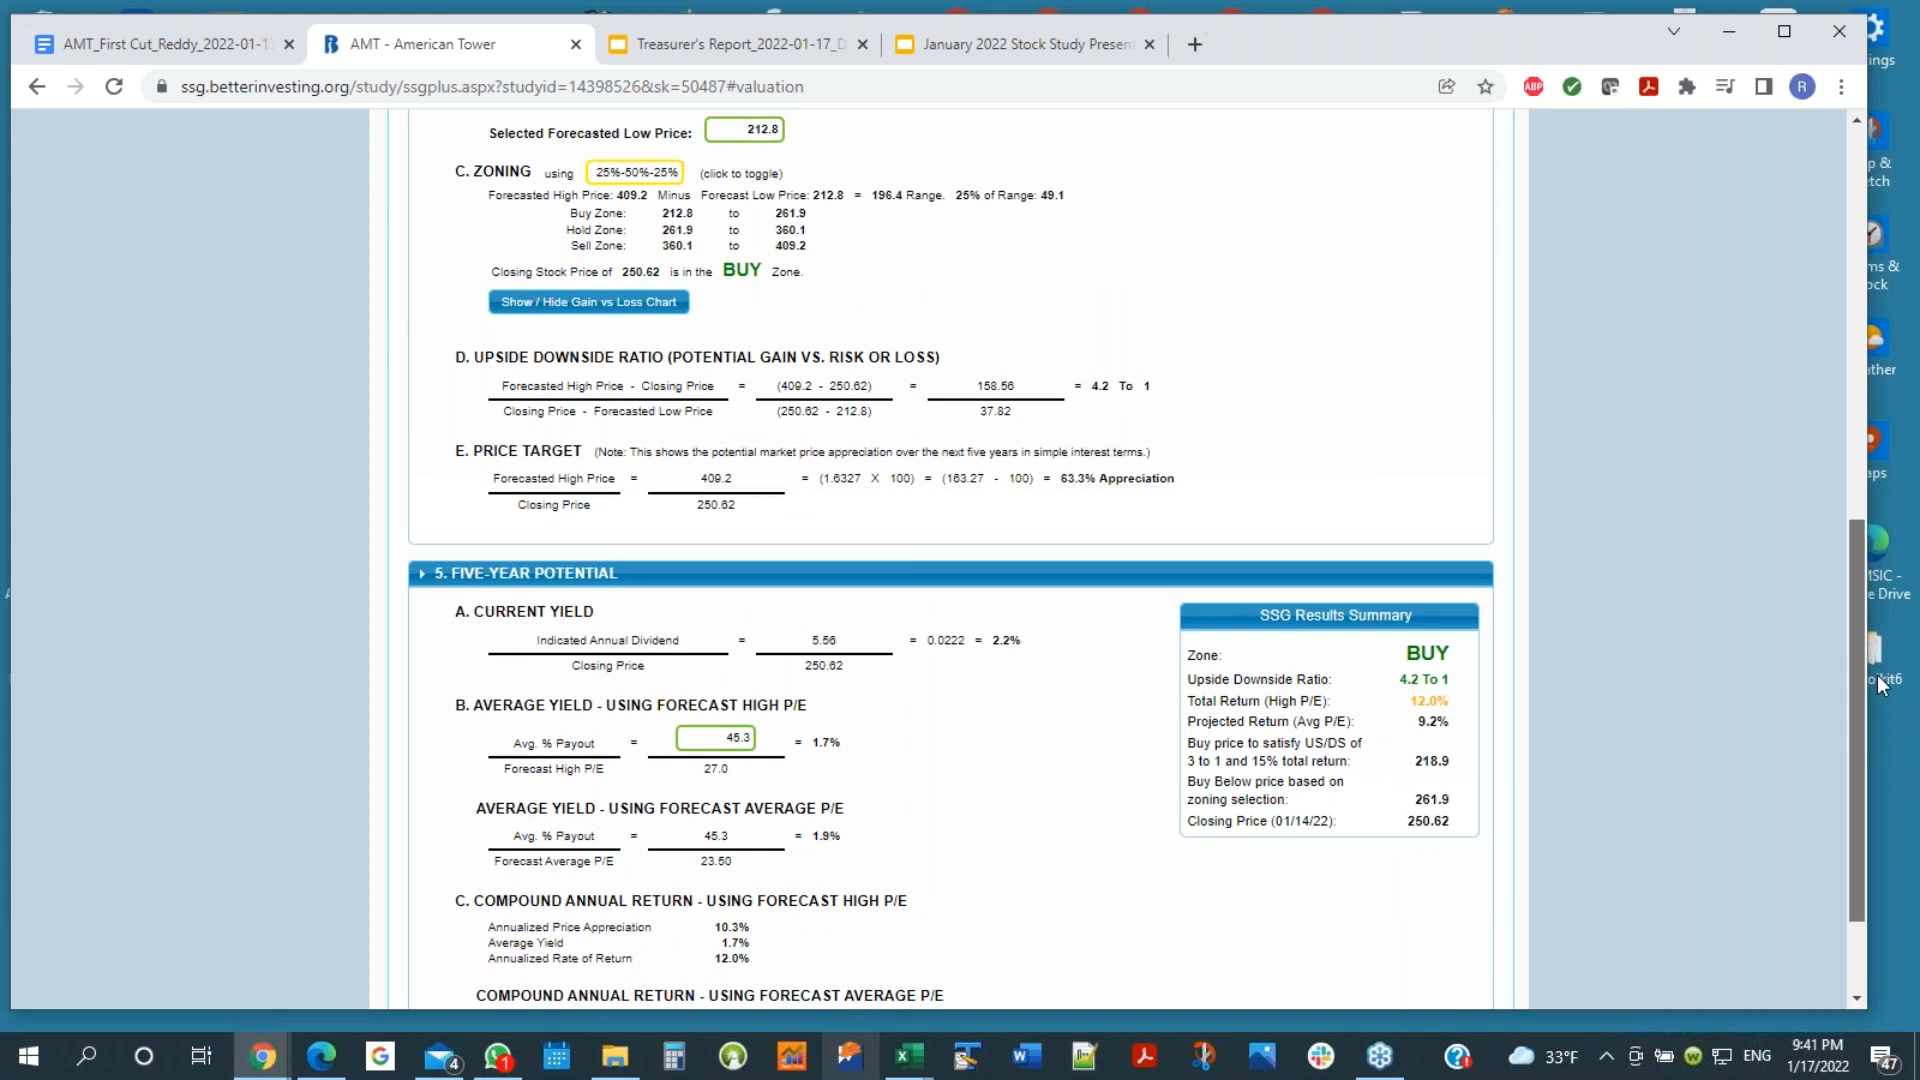 AMT_First Cut_Reddy_2022-01-1
AMT - American Tower
Treasurer's Report_2022-01-17_D
January 2022 Stock Study Presen
ssg.betterinvesting.org/study/ssgplus.aspx?studyid=14398526&sk=50487#valuation
ABP
R
Selected Forecasted Low Price: 212.8
C. ZONING using 25%-50%-25% (click to toggle)
Forecasted High Price: 409.2 Minus Forecast Low Price: 212.8 = 196.4 Range. 25% of Range: 49.1
Buy Zone: 212.8 to 261.9
Hold Zone: 261.9 to 360.1
Sell Zone: 360.1 to 409.2
Closing Stock Price of 250.62 is in the BUY Zone.
Show / Hide Gain vs Loss Chart
D. UPSIDE DOWNSIDE RATIO (POTENTIAL GAIN VS. RISK OR LOSS)
Forecasted High Price - Closing Price = (409.2 - 250.62) = 158.56 = 4.2 To 1
Closing Price - Forecasted Low Price (250.62 - 212.8) 37.82
E. PRICE TARGET (Note: This shows the potential market price appreciation over the next five years in simple interest terms.)
Forecasted High Price = 409.2 = (1.6327 X 100) = (163.27 - 100) = 63.3% Appreciation
Closing Price 250.62
5. FIVE-YEAR POTENTIAL
A. CURRENT YIELD
Indicated Annual Dividend = 5.56 = 0.0222 = 2.2%
Closing Price 250.62
B. AVERAGE YIELD - USING FORECAST HIGH P/E
Avg. % Payout = 45.3 = 1.7%
Forecast High P/E 27.0
AVERAGE YIELD - USING FORECAST AVERAGE P/E
Avg. % Payout = 45.3 = 1.9%
Forecast Average P/E 23.50
C. COMPOUND ANNUAL RETURN - USING FORECAST HIGH P/E
Annualized Price Appreciation 10.3%
Average Yield 1.7%
Annualized Rate of Return 12.0%
COMPOUND ANNUAL RETURN - USING FORECAST AVERAGE P/E
SSG Results Summary
Zone: BUY
Upside Downside Ratio: 4.2 To 1
Total Return (High P/E): 12.0%
Projected Return (Avg P/E): 9.2%
Buy price to satisfy US/DS of
3 to 1 and 15% total return: 218.9
Buy Below price based on
zoning selection: 261.9
Closing Price (01/14/22): 250.62
ings
p &
tch
ms &
ock
ther
aps
e Drive
kit6
4
1
33°F
ENG
9:41 PM
1/17/2022
47